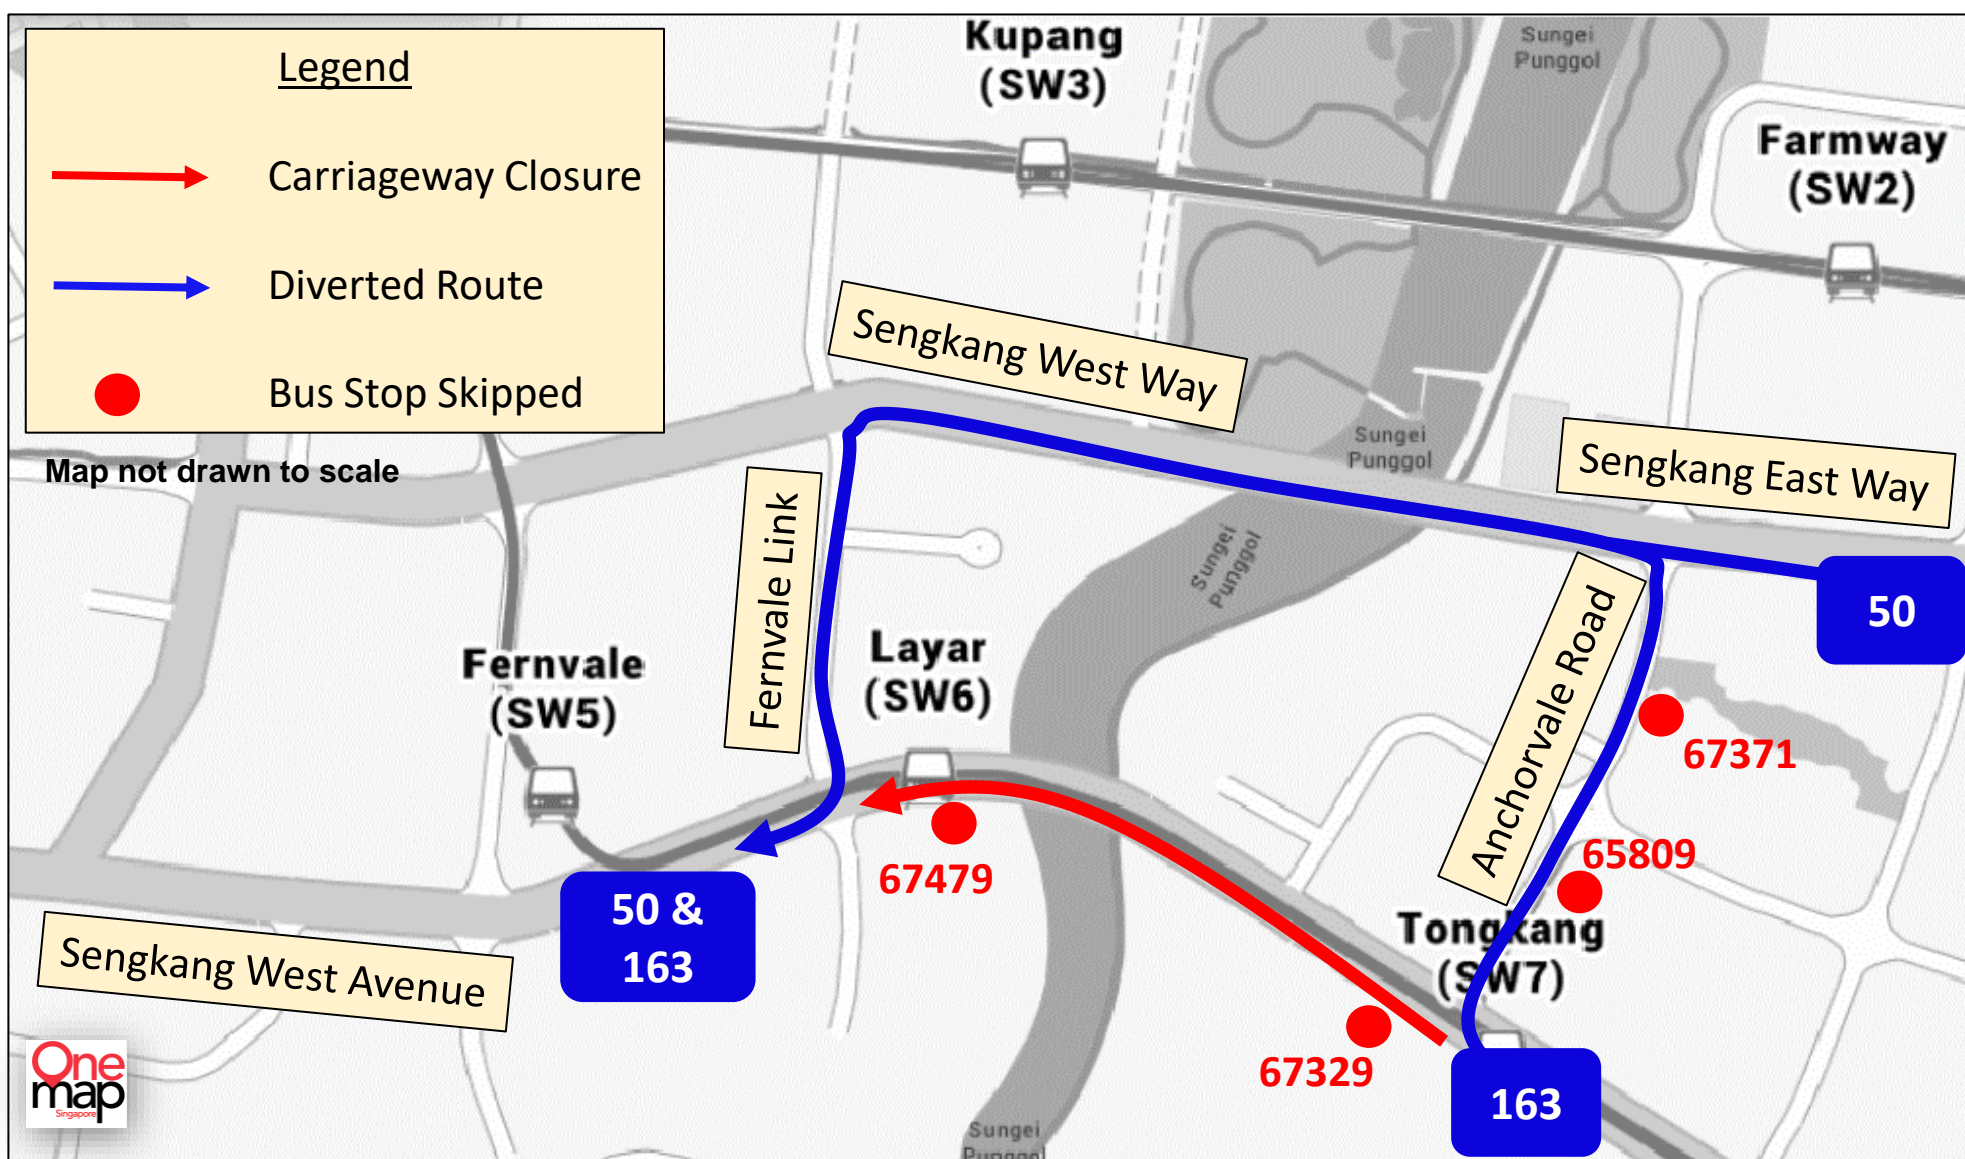 Legend
Carriageway Closure
Diverted Route
Bus Stop Skipped
Map not drawn to scale
Kupang
(SW3)
Sungei
Punggol
Farmway
(SW2)
Sengkang West Way
Sungei
Punggol
Sengkang East Way
Fernvale Link
Sungei
Punggol
50
Anchorvale Road
Fernvale
(SW5)
Layar
(SW6)
67371
67479
65809
50 &
163
Tongkang
(SW7)
Sengkang West Avenue
67329
163
One
map
Singapore
Sungei
Punggol